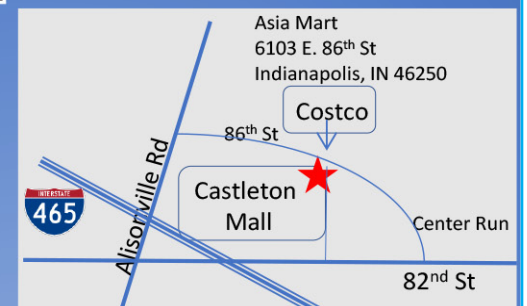 Asia Mart
6103 E. 86th St
Indianapolis, IN 46250
Costco
86th St
Alisonville Rd
INTERSTATE
465
Castleton
Mall
Center Run
82nd St